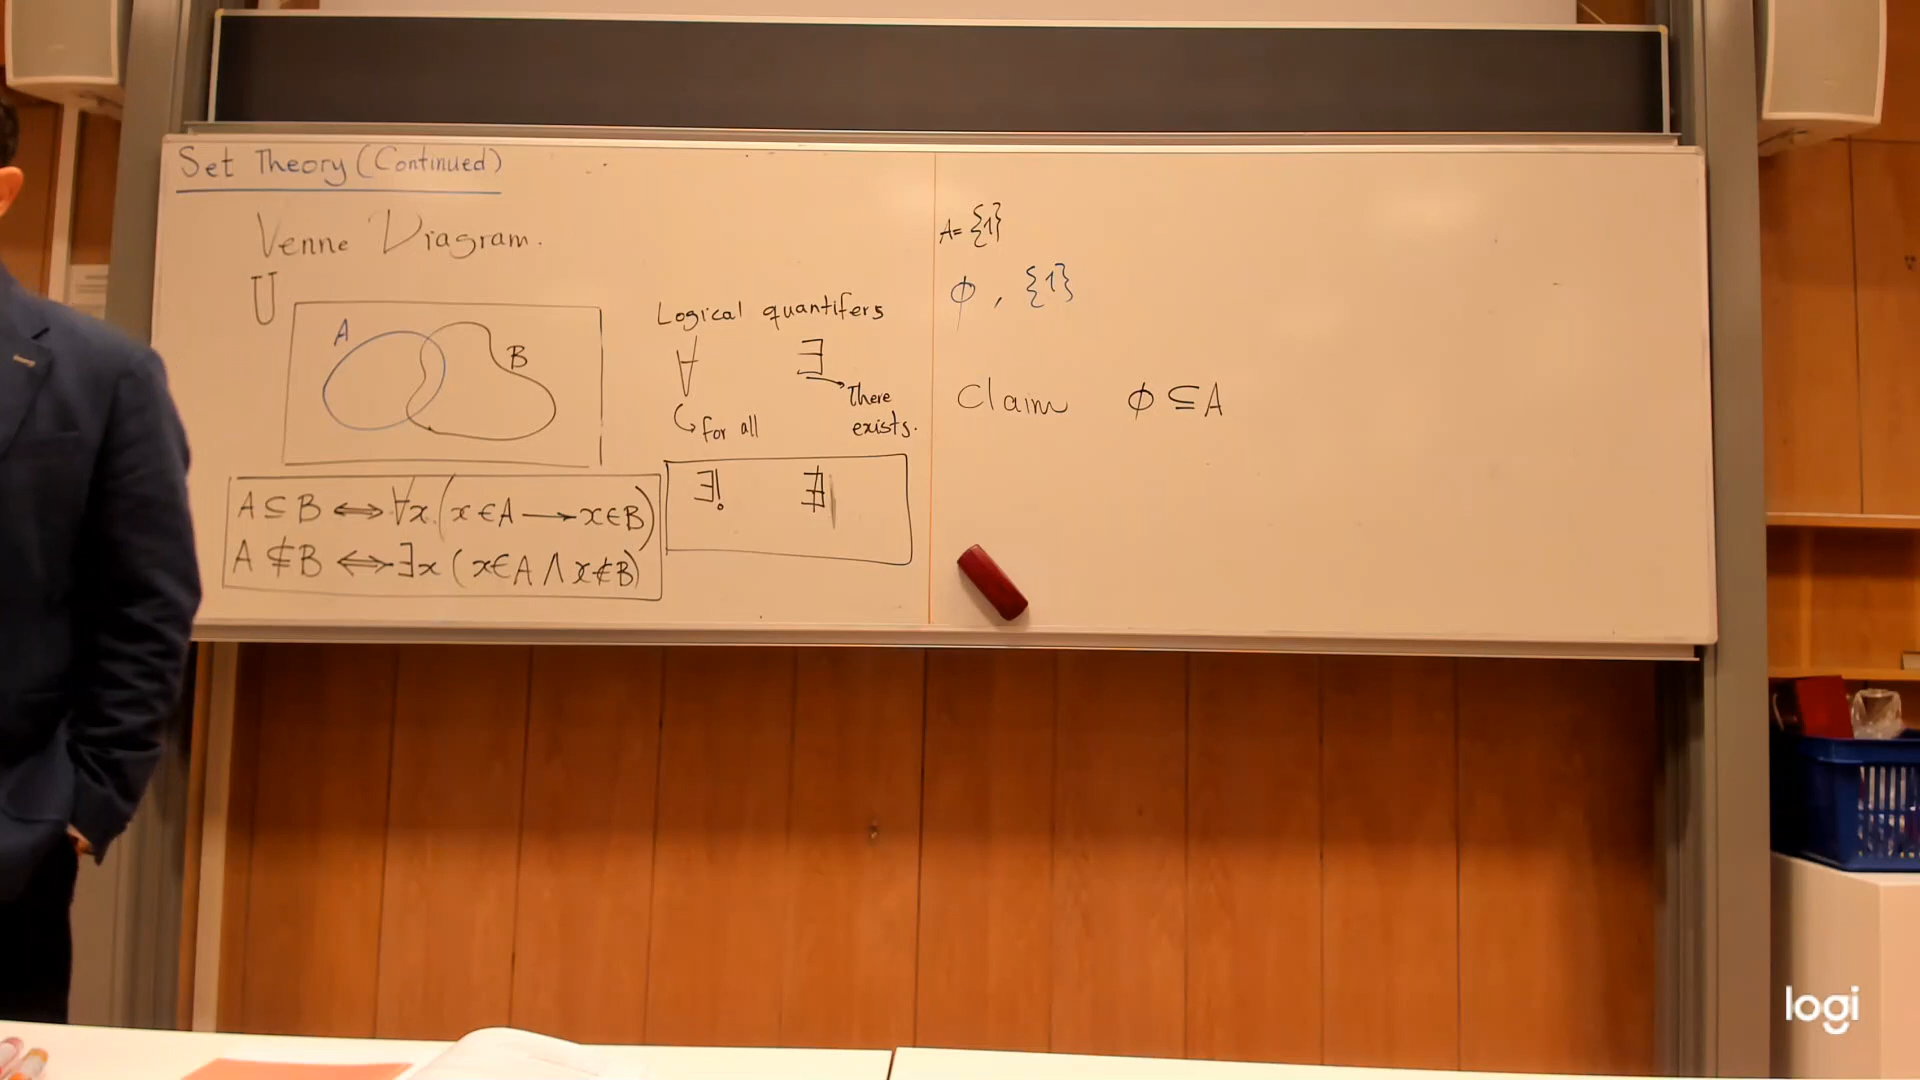 Set Theory (Continued)
Venne Diagram.
U
A
B
Logical quantifers
∀ ∃
for all
There
exists.
A ⊆ B ⟺ ∀x (x ∈ A ⟶ x ∈ B)
A ⊈ B ⟺ ∃x (x ∈ A ∧ x ∉ B)
∃! ∄
A = {1}
ϕ , {1}
Claim ϕ ⊆ A
logi